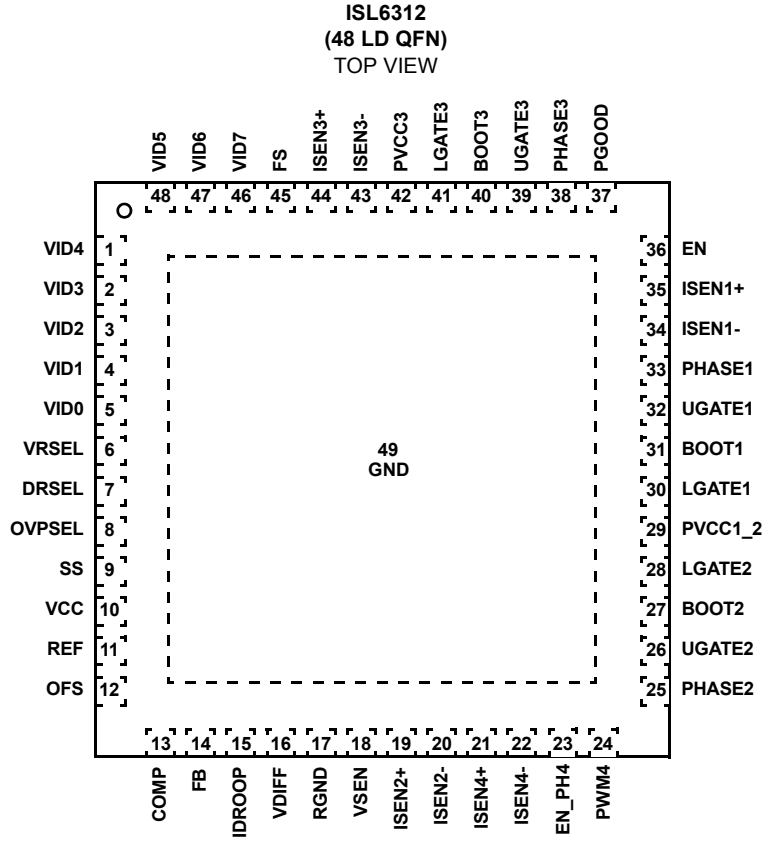 ISL6312
(48 LD QFN)
TOP VIEW
VID5
VID6
VID7
FS
ISEN3+
ISEN3-
PVCC3
LGATE3
BOOT3
UGATE3
PHASE3
PGOOD
48 47 46 45 44 43 42 41 40 39 38 37
VID4 1
VID3 2
VID2 3
VID1 4
VID0 5
VRSEL 6
DRSEL 7
OVPSEL 8
SS 9
VCC 10
REF 11
OFS 12
49
GND
36 EN
35 ISEN1+
34 ISEN1-
33 PHASE1
32 UGATE1
31 BOOT1
30 LGATE1
29 PVCC1_2
28 LGATE2
27 BOOT2
26 UGATE2
25 PHASE2
13 14 15 16 17 18 19 20 21 22 23 24
COMP
FB
IDROOP
VDIFF
RGND
VSEN
ISEN2+
ISEN2-
ISEN4+
ISEN4-
EN_PH4
PWM4